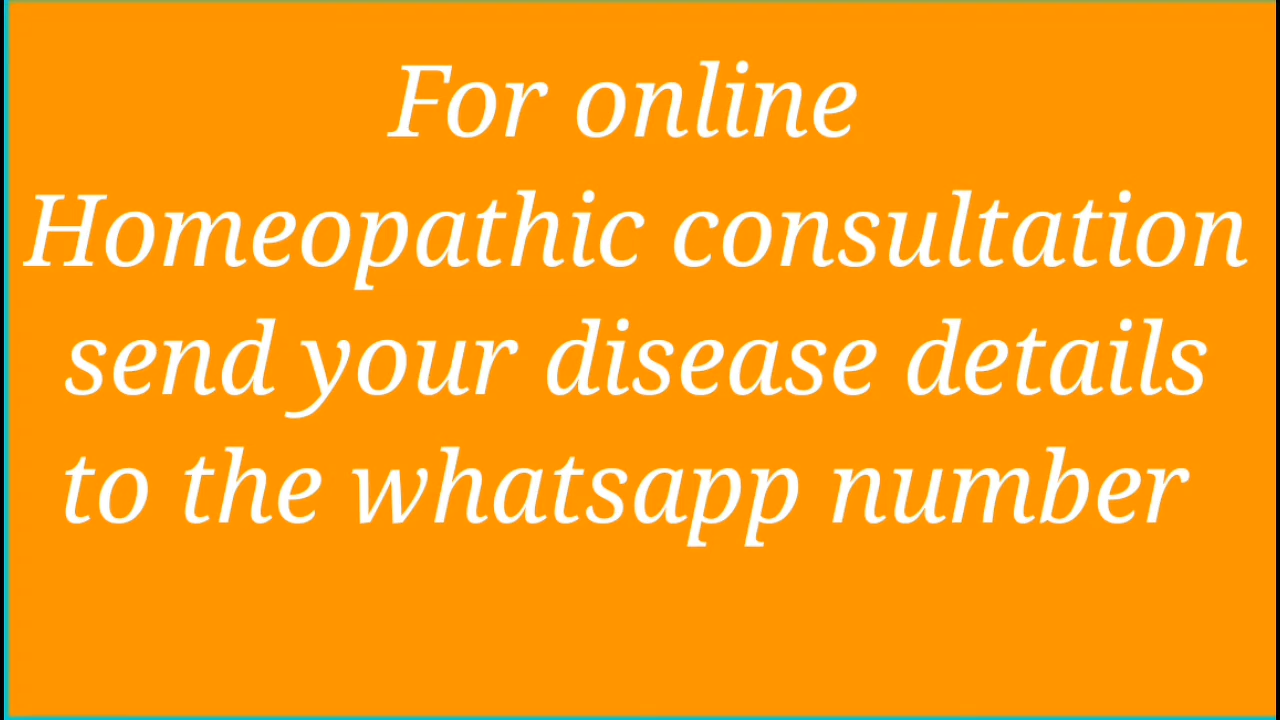 For online
Homeopathic consultation
send your disease details
to the whatsapp number